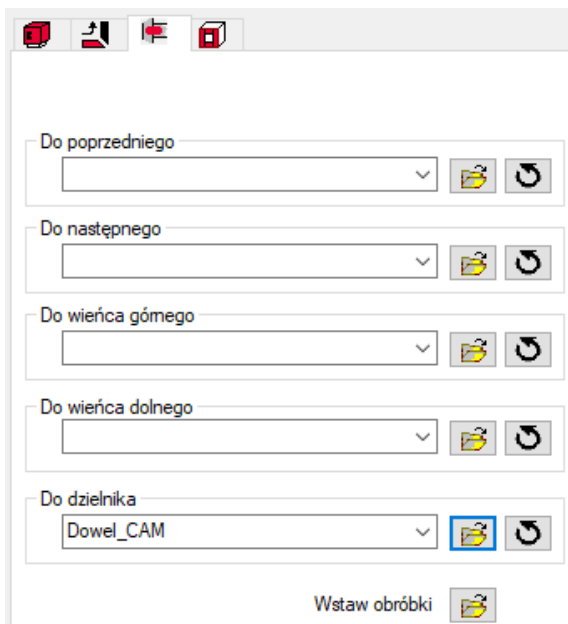 Do poprzedniego
Do następnego
Do wieńca górnego
Do wieńca dolnego
Do dzielnika
Dowel_CAM
Wstaw obróbki